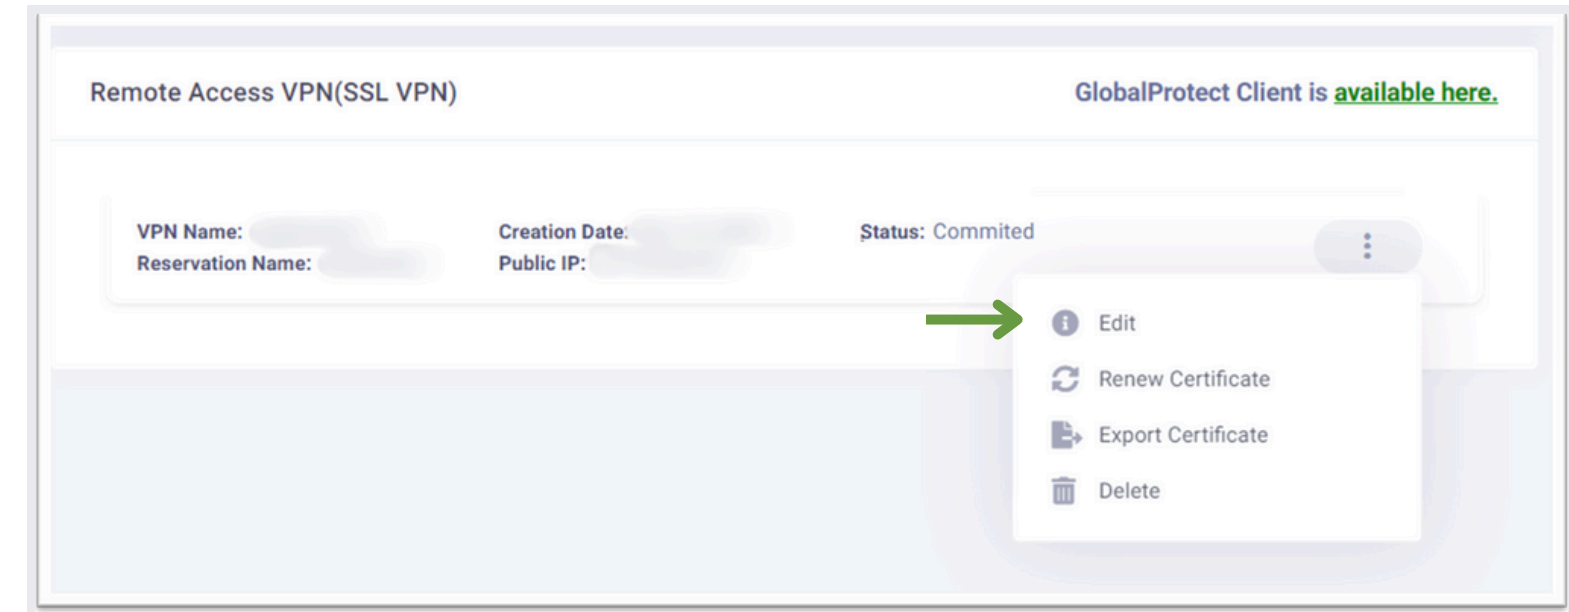 Remote Access VPN(SSL VPN)
GlobalProtect Client is available here.
VPN Name:
Creation Date:
Status: Commited
Reservation Name:
Public IP:
Edit
Renew Certificate
Export Certificate
Delete